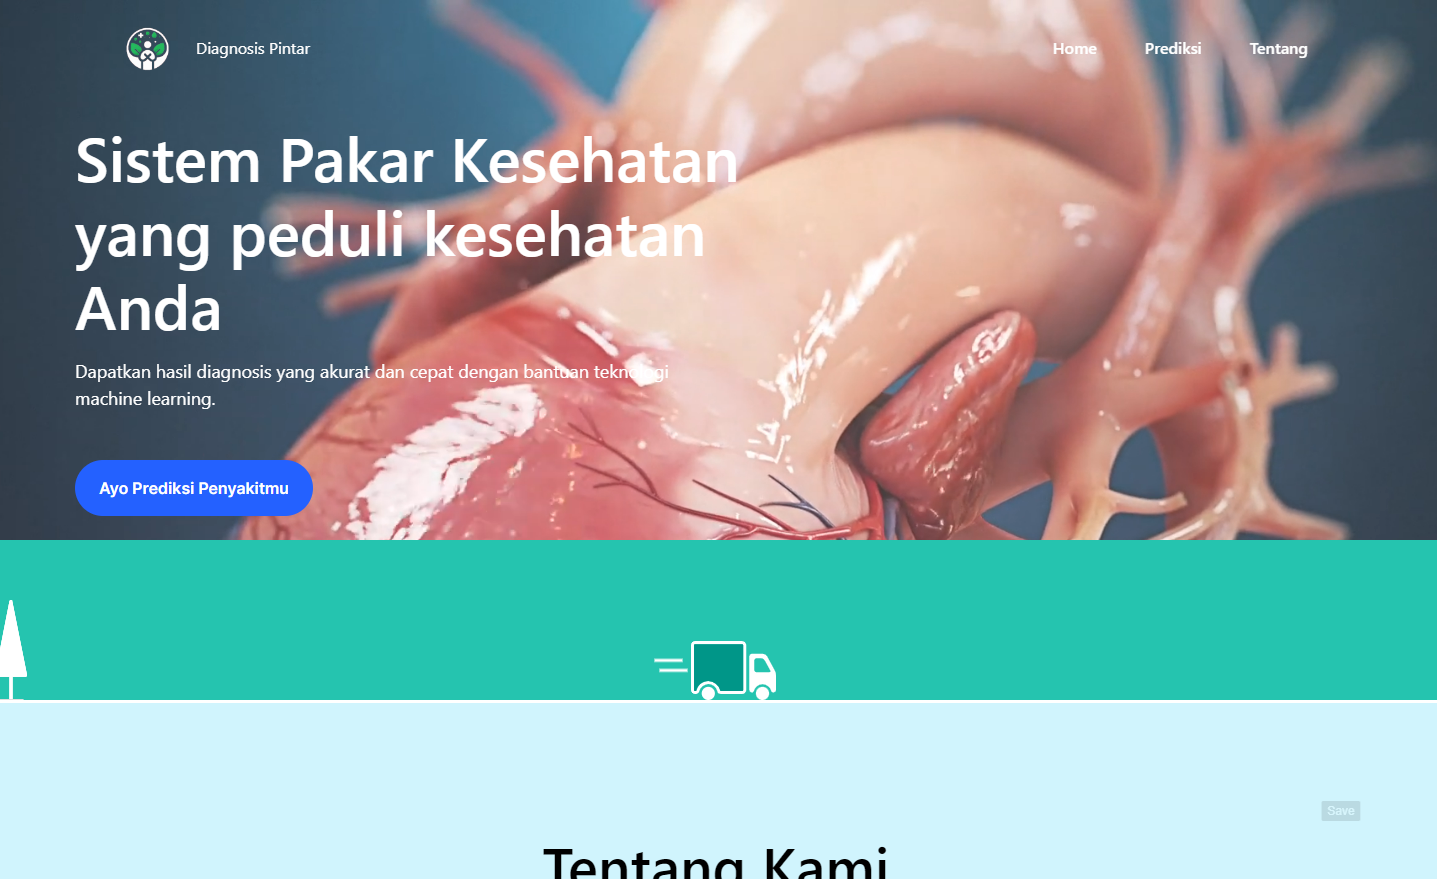 Diagnosis Pintar
Home
Prediksi
Tentang
Sistem Pakar Kesehatan
yang peduli kesehatan
Anda
Dapatkan hasil diagnosis yang akurat dan cepat dengan bantuan teknologi
machine learning.
Ayo Prediksi Penyakitmu
Save
Tentang Kami